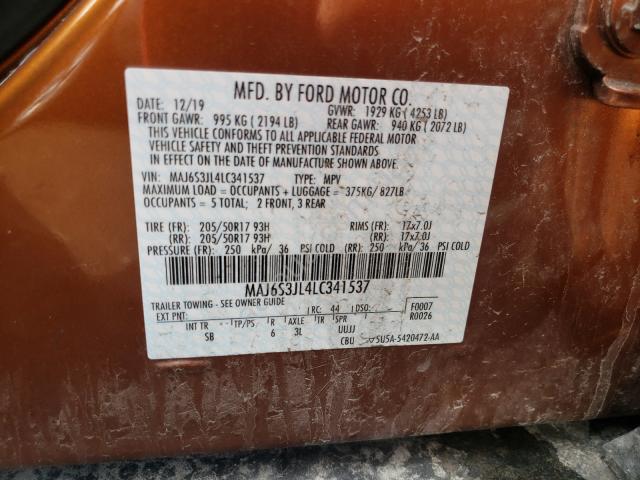 MFD. BY FORD MOTOR CO.
DATE: 12/19 GVWR: 1929 KG ( 4253 LB)
FRONT GAWR: 995 KG ( 2194 LB) REAR GAWR: 940 KG ( 2072 LB)
THIS VEHICLE CONFORMS TO ALL APPLICABLE FEDERAL MOTOR
VEHICLE SAFETY AND THEFT PREVENTION STANDARDS
IN EFFECT ON THE DATE OF MANUFACTURE SHOWN ABOVE.
VIN: MAJ6S3JL4LC341537 TYPE: MPV
MAXIMUM LOAD = OCCUPANTS + LUGGAGE = 375KG/ 827LB
OCCUPANTS = 5 TOTAL; 2 FRONT, 3 REAR
TIRE (FR): 205/50R17 93H RIMS (FR): 17x7.0J
(RR): 205/50R17 93H (RR): 17x7.0J
PRESSURE (FR): 250 kPa/ 36 PSI COLD (RR): 250 kPa/ 36 PSI COLD
MAJ6S3JL4LC341537
TRAILER TOWING - SEE OWNER GUIDE
EXT PNT: RC: 44 DSO: F0007
R0026
INT TR TP/PS R AXLE TR SPR
SB 6 3L UUJJ
CBU SU5A-5420472-AA